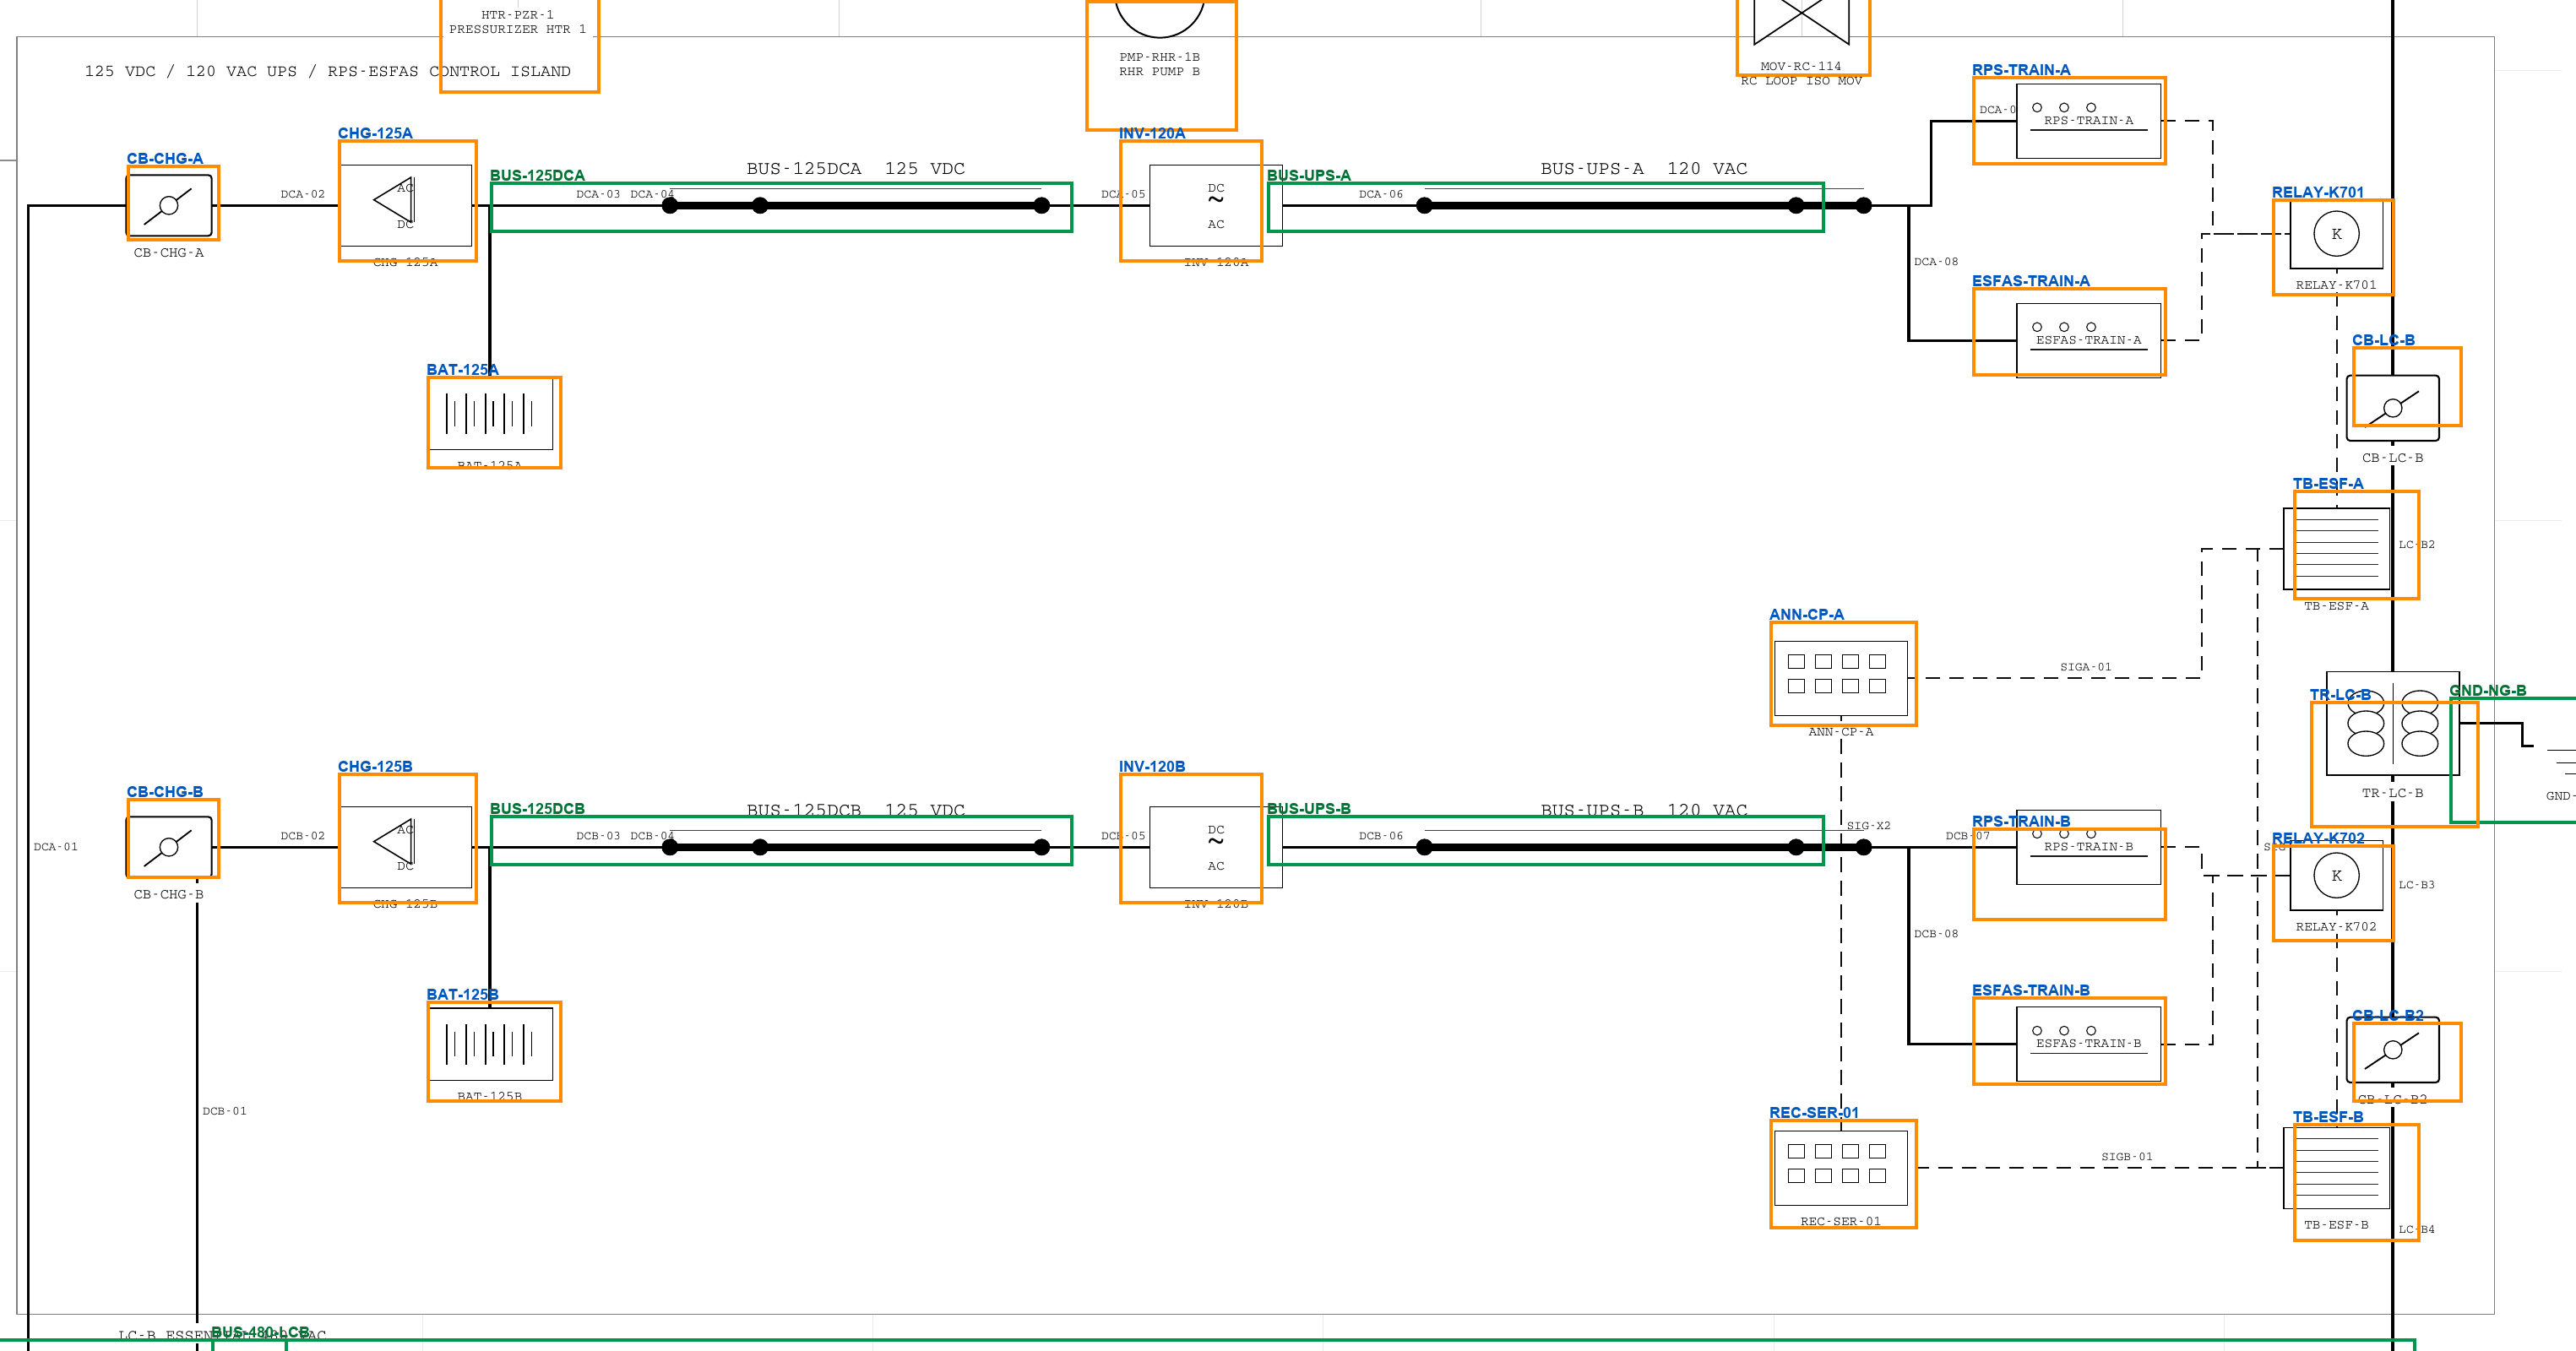 HTR-PZR-1
PRESSURIZER HTR 1
PMP-RHR-1B
RHR PUMP B
MOV-RC-114
RC LOOP ISO MOV
125 VDC / 120 VAC UPS / RPS-ESFAS CONTROL ISLAND
RPS-TRAIN-A
DCA-0
RPS-TRAIN-A
CB-CHG-A
CHG-125A
INV-120A
BUS-125DCA
BUS-125DCA 125 VDC
BUS-UPS-A
BUS-UPS-A 120 VAC
DCA-02
AC
DC
DCA-03
DCA-04
DCA-05
DC
~
AC
DCA-06
RELAY-K701
K
RELAY-K701
CB-CHG-A
CHG-125A
INV-120A
DCA-08
ESFAS-TRAIN-A
ESFAS-TRAIN-A
CB-LC-B
CB-LC-B
BAT-125A
BAT-125A
TB-ESF-A
LC-B2
TB-ESF-A
ANN-CP-A
SIGA-01
ANN-CP-A
TR-LC-B
GND-NG-B
TR-LC-B
GND-
CB-CHG-B
CHG-125B
INV-120B
BUS-125DCB
BUS-125DCB 125 VDC
BUS-UPS-B
BUS-UPS-B 120 VAC
SIG-X2
RPS-TRAIN-B
DCB-07
RPS-TRAIN-B
RELAY-K702
K
LC-B3
RELAY-K702
DCA-01
DCB-02
AC
DC
DCB-03
DCB-04
DCB-05
DC
~
AC
DCB-06
CB-CHG-B
CHG-125B
INV-120B
DCB-08
BAT-125B
BAT-125B
ESFAS-TRAIN-B
ESFAS-TRAIN-B
CB-LC-B2
CB-LC-B2
DCB-01
REC-SER-01
REC-SER-01
SIGB-01
TB-ESF-B
TB-ESF-B
LC-B4
BUS-480-LCB
LC-B ESSENTIAL 480 VAC